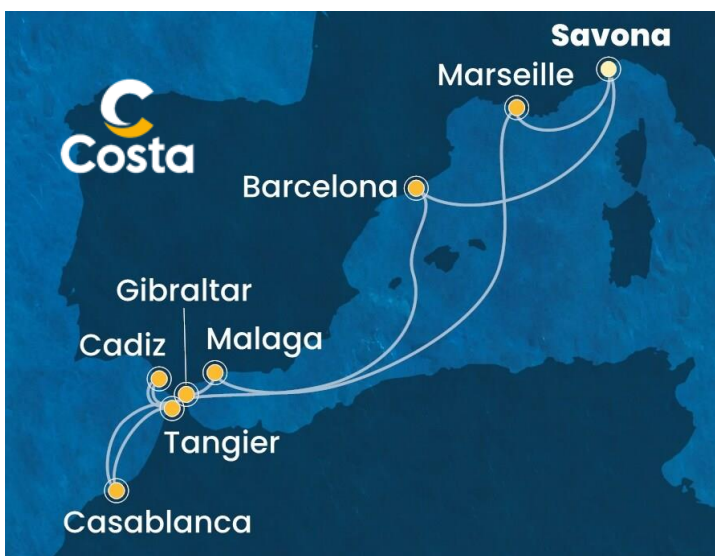 Savona
Marseille
Costa
Barcelona
Gibraltar
Cadiz
Malaga
Tangier
Casablanca